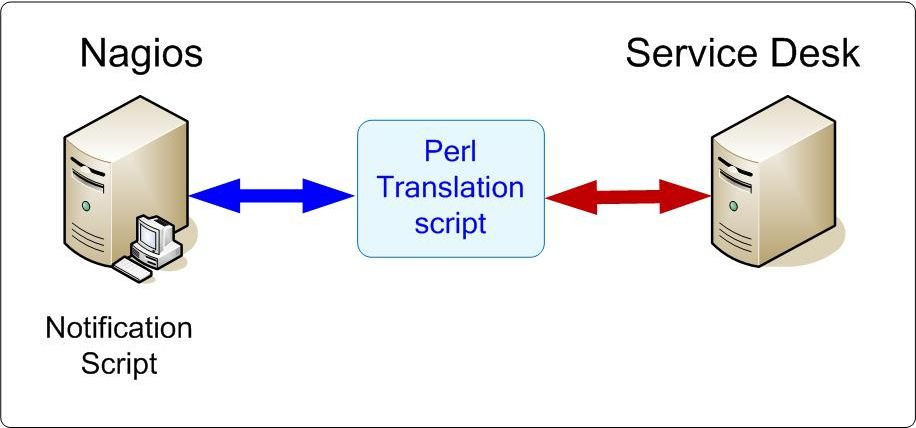 Nagios
Service Desk
Perl
Translation
script
Notification
Script